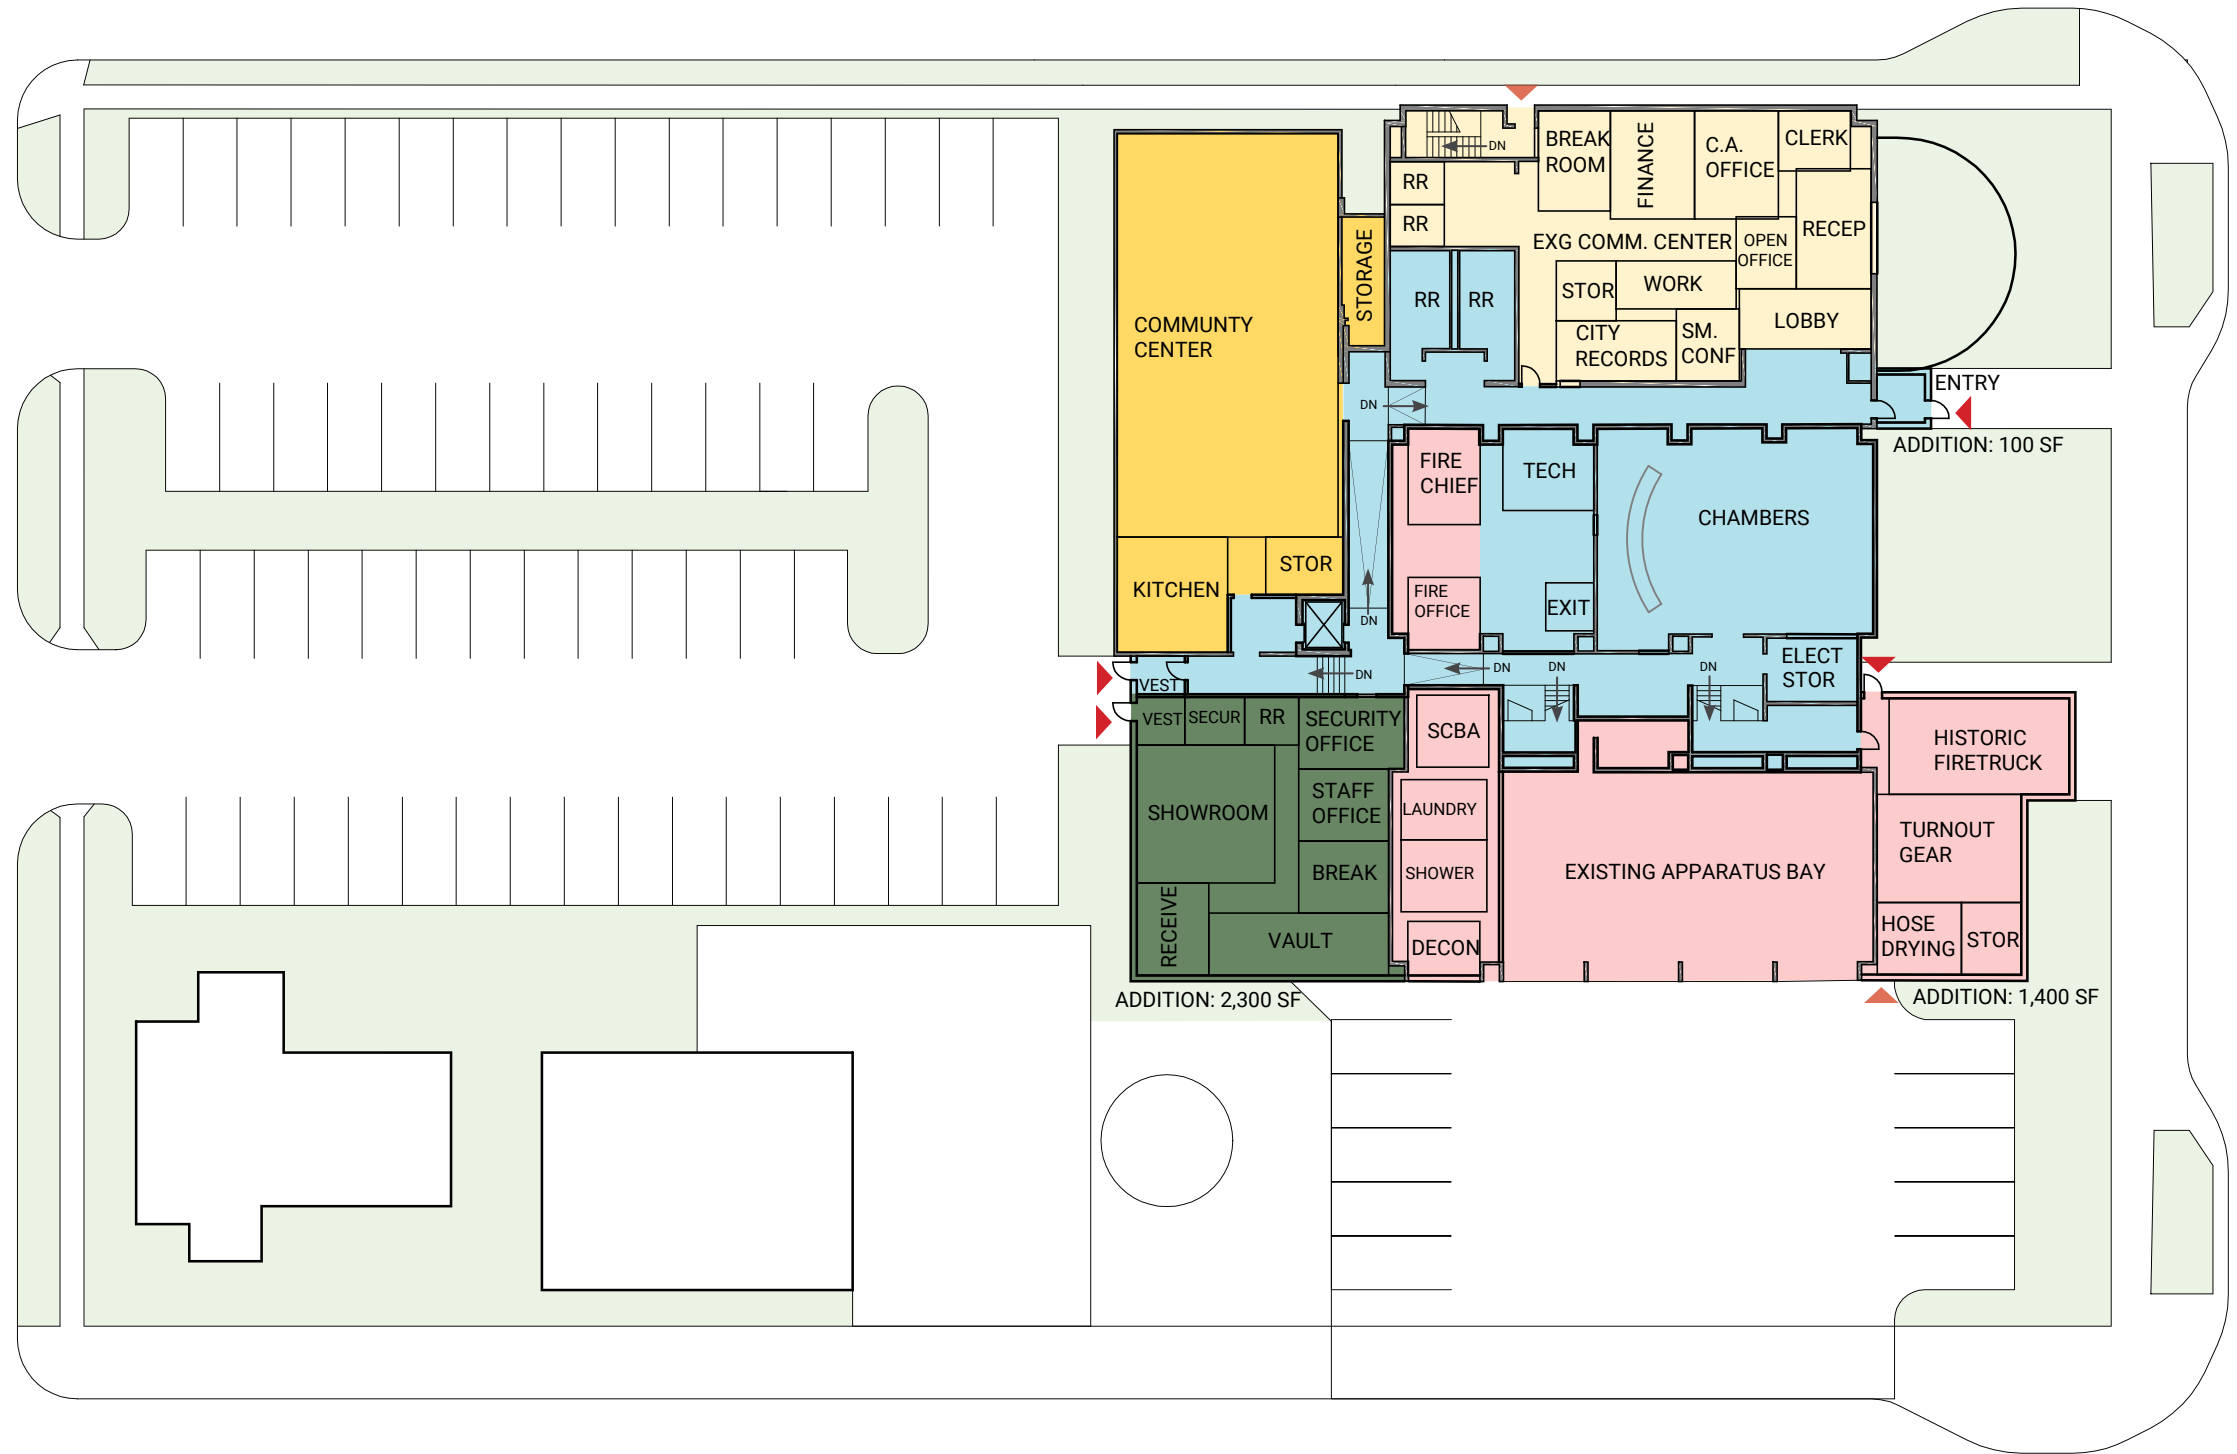 DN
BREAK
ROOM
FINANCE
C.A.
OFFICE
CLERK
RR
RR
RECEP
EXG COMM. CENTER
OPEN
OFFICE
STORAGE
RR
RR
STOR
WORK
LOBBY
CITY
RECORDS
SM.
CONF
COMMUNTY
CENTER
ENTRY
DN
ADDITION: 100 SF
FIRE
CHIEF
TECH
CHAMBERS
STOR
KITCHEN
FIRE
OFFICE
EXIT
DN
ELECT
STOR
DN
DN
DN
DN
VEST
VEST
SECUR
RR
SECURITY
OFFICE
SCBA
HISTORIC
FIRETRUCK
STAFF
OFFICE
SHOWROOM
LAUNDRY
TURNOUT
GEAR
BREAK
SHOWER
EXISTING APPARATUS BAY
RECEIVE
VAULT
DECON
HOSE
DRYING
STOR
ADDITION: 2,300 SF
ADDITION: 1,400 SF